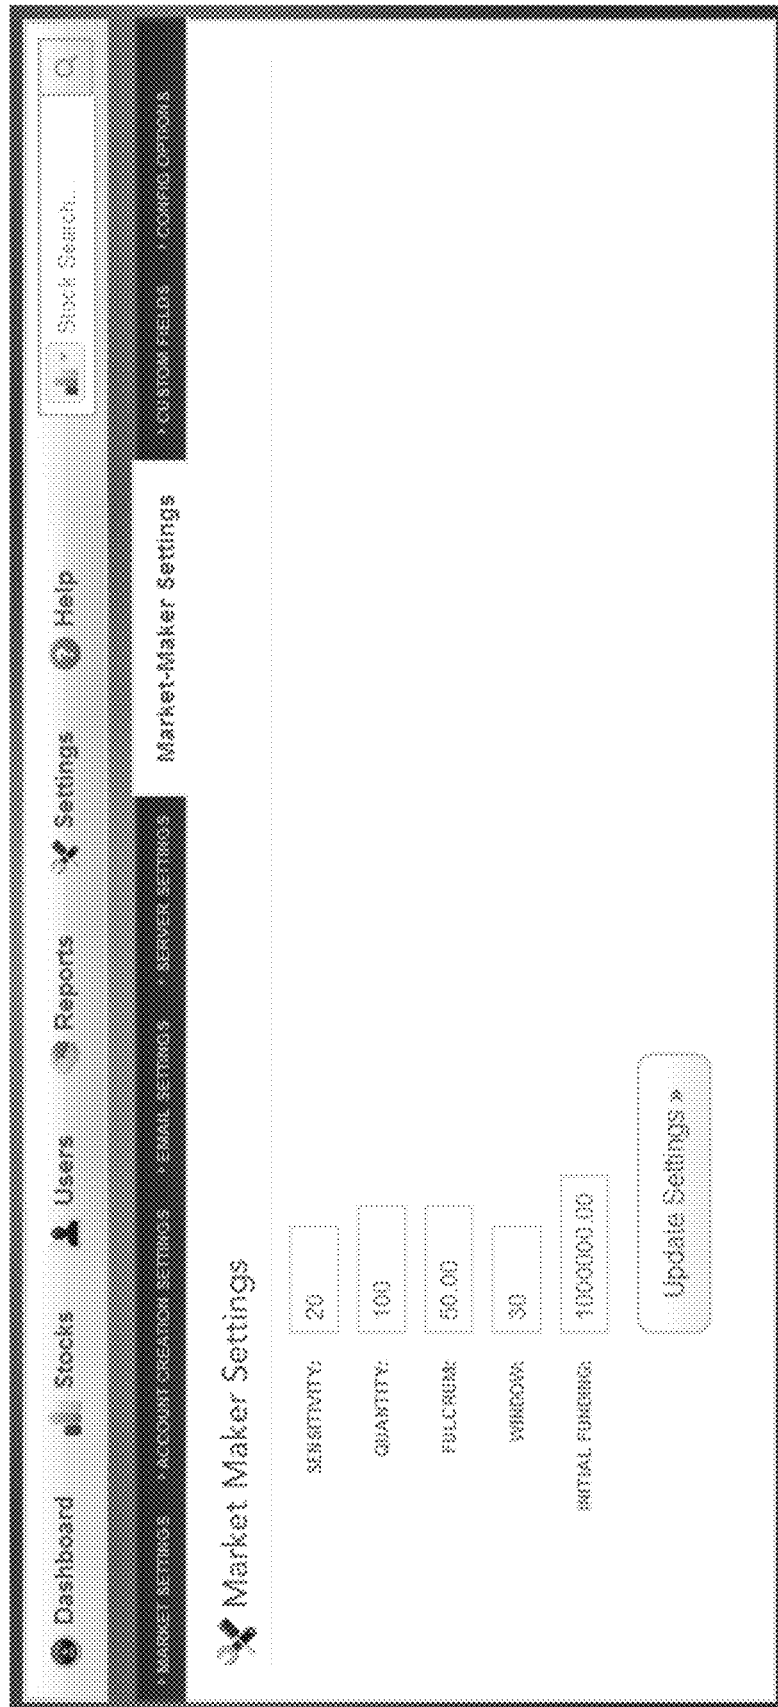 Dashboard Stocks Users Reports Settings Help Stock Search...
› MARKET SETTINGS › ACCOUNT CREATION SETTINGS › EMAIL SETTINGS › SERVER SETTINGS Market-Maker Settings › CUSTOM FIELDS › CONFIG OPTIONS
Market Maker Settings
SENSITIVITY: 20
QUANTITY: 100
FULCRUM: 50.00
WINDOW: 30
INITIAL FUNDING: 1000000.00
Update Settings »